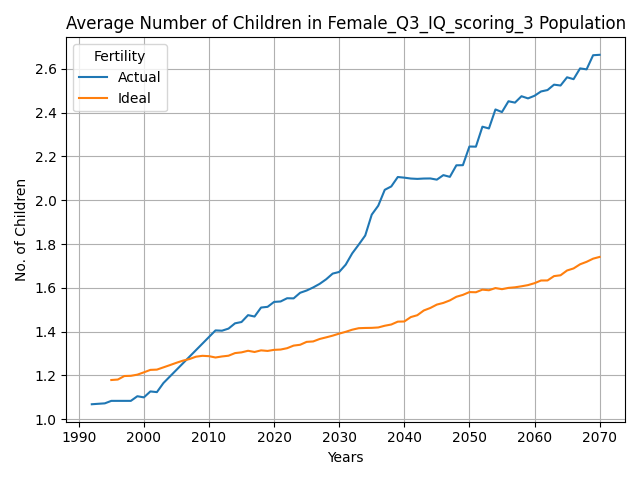 Average Number of Children in Female_Q3_IQ_scoring_3 Population
Fertility
Actual
Ideal
No. of Children
2.6
2.4
2.2
2.0
1.8
1.6
1.4
1.2
1.0
1990 2000 2010 2020 2030 2040 2050 2060 2070
Years